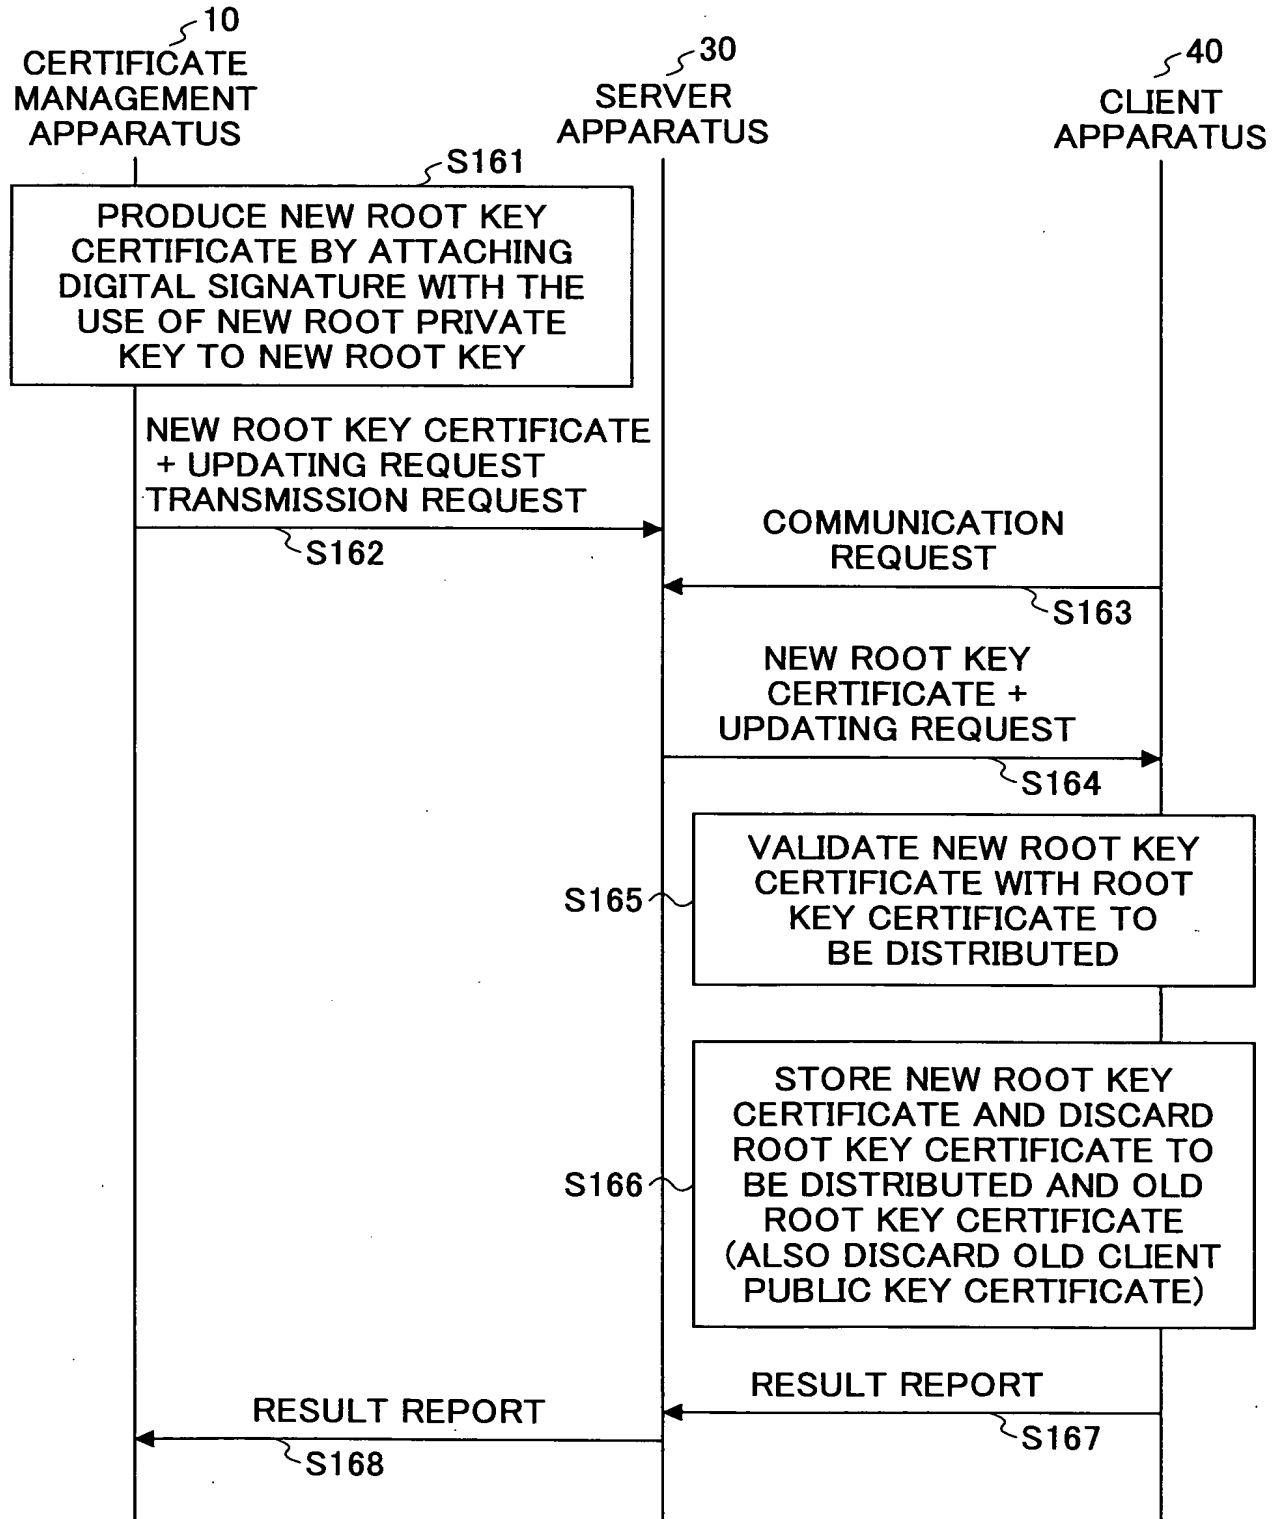 10
CERTIFICATE
MANAGEMENT
APPARATUS
30
SERVER
APPARATUS
40
CLIENT
APPARATUS
S161
PRODUCE NEW ROOT KEY
CERTIFICATE BY ATTACHING
DIGITAL SIGNATURE WITH THE
USE OF NEW ROOT PRIVATE
KEY TO NEW ROOT KEY
NEW ROOT KEY CERTIFICATE
+ UPDATING REQUEST
TRANSMISSION REQUEST
S162
COMMUNICATION
REQUEST
S163
NEW ROOT KEY
CERTIFICATE +
UPDATING REQUEST
S164
S165
VALIDATE NEW ROOT KEY
CERTIFICATE WITH ROOT
KEY CERTIFICATE TO
BE DISTRIBUTED
S166
STORE NEW ROOT KEY
CERTIFICATE AND DISCARD
ROOT KEY CERTIFICATE TO
BE DISTRIBUTED AND OLD
ROOT KEY CERTIFICATE
(ALSO DISCARD OLD CLIENT
PUBLIC KEY CERTIFICATE)
RESULT REPORT
S167
RESULT REPORT
S168